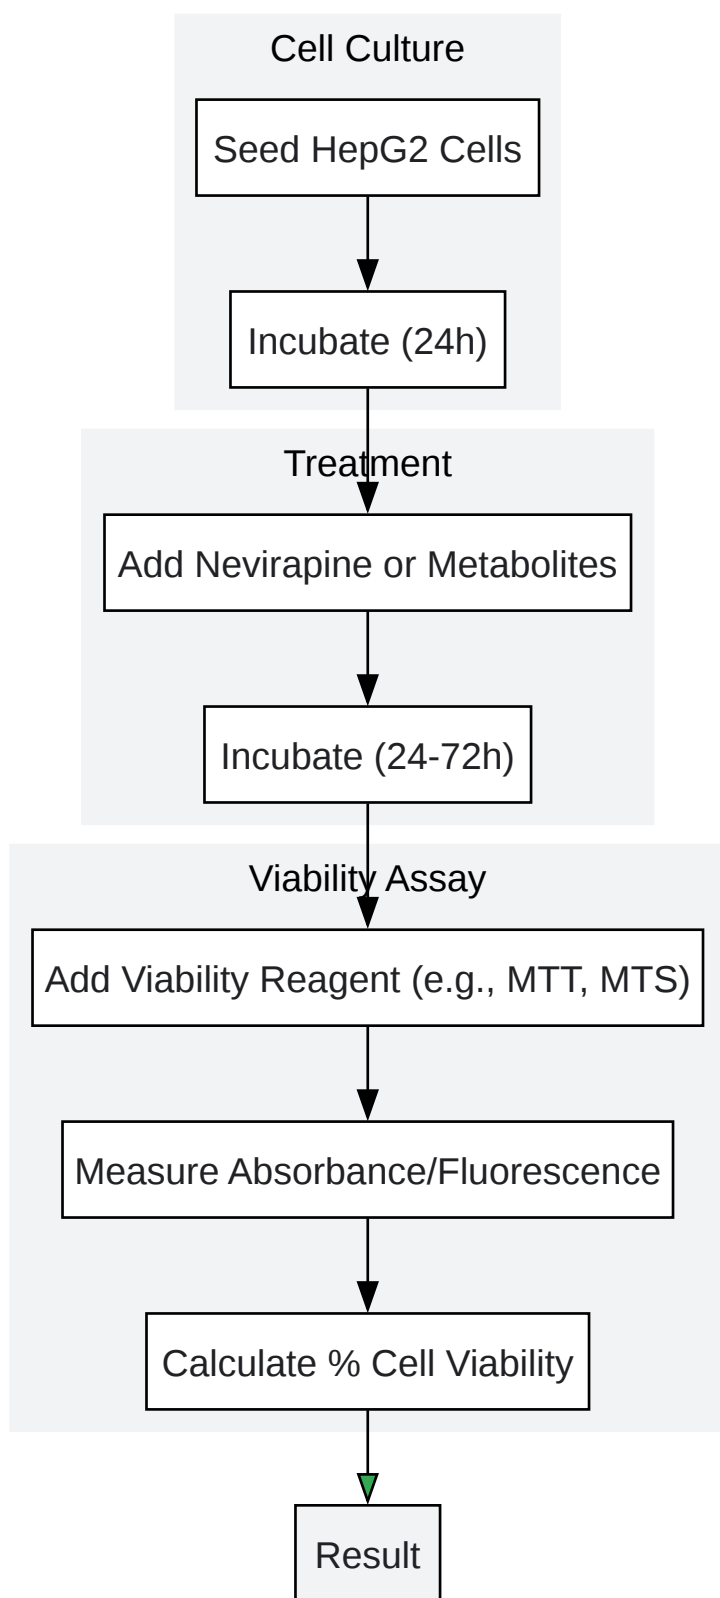 Cell Culture
Seed HepG2 Cells
Incubate (24h)
Treatment
Add Nevirapine or Metabolites
Incubate (24-72h)
Viability Assay
Add Viability Reagent (e.g., MTT, MTS)
Measure Absorbance/Fluorescence
Calculate % Cell Viability
Result